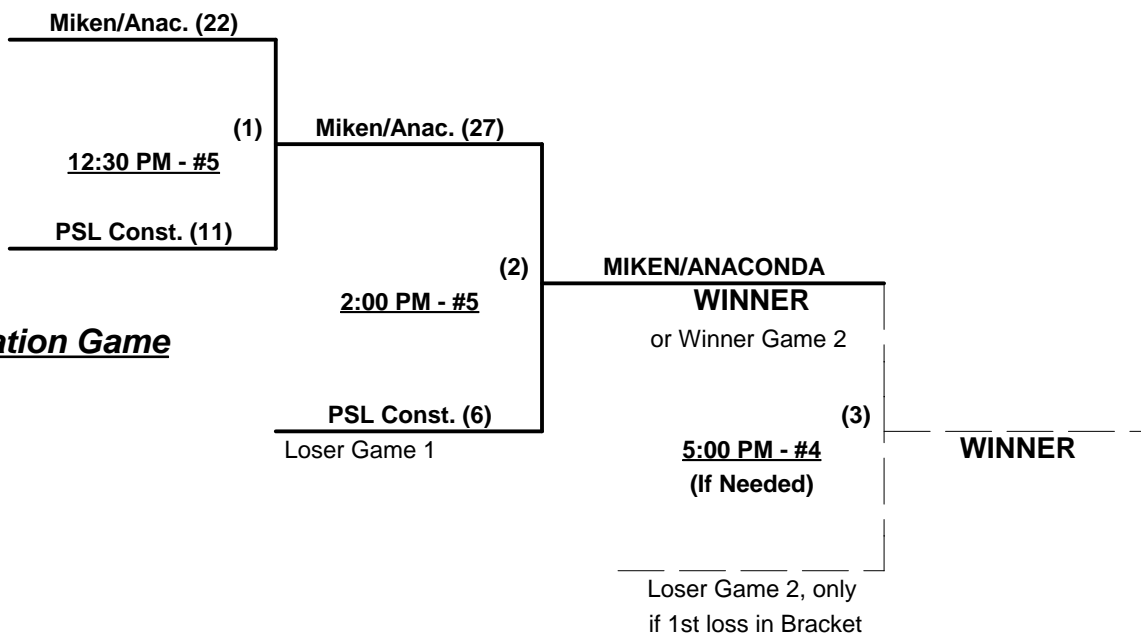 Miken/Anac. (22)
(1)
Miken/Anac. (27)
12:30 PM - #5
PSL Const. (11)
(2)
MIKEN/ANACONDA
2:00 PM - #5
WINNER
ation Game
or Winner Game 2
PSL Const. (6)
(3)
Loser Game 1
5:00 PM - #4
WINNER
(If Needed)
Loser Game 2, only
if 1st loss in Bracket